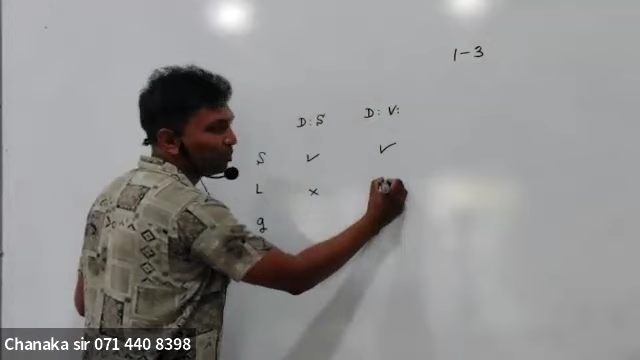 1-3
D:S D:V:
S ✓ ✓
L ×
g
Chanaka sir 071 440 8398